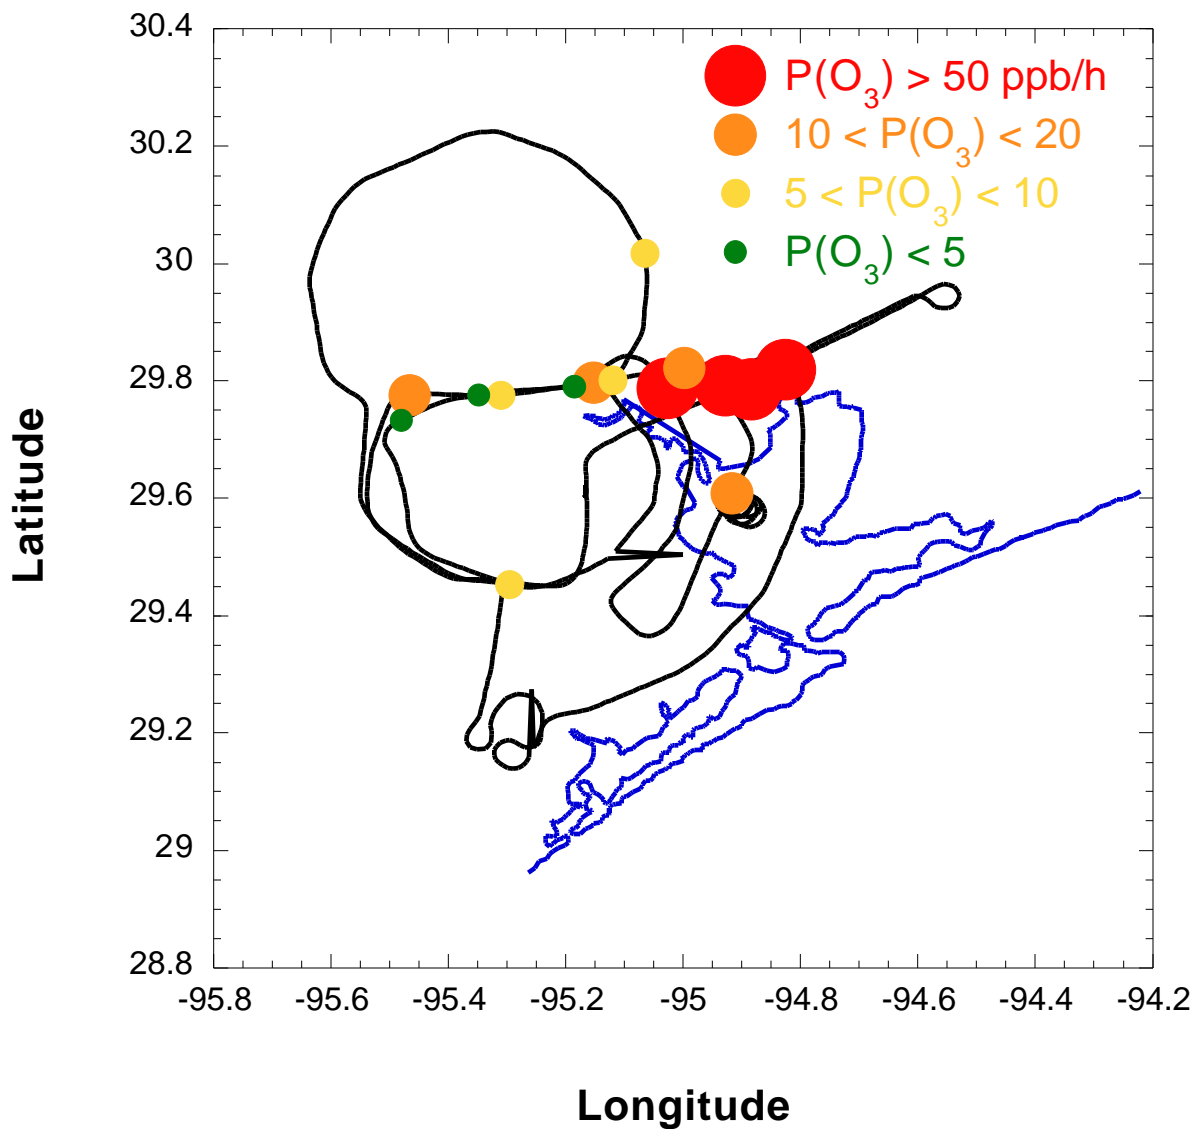 30.4
P(O3) > 50 ppb/h
10 < P(O3) < 20
30.2
5 < P(O3) < 10
30
P(O3) < 5
29.8
29.6
29.4
29.2
29
28.8
-95.8 -95.6 -95.4 -95.2 -95 -94.8 -94.6 -94.4 -94.2
Latitude
Longitude